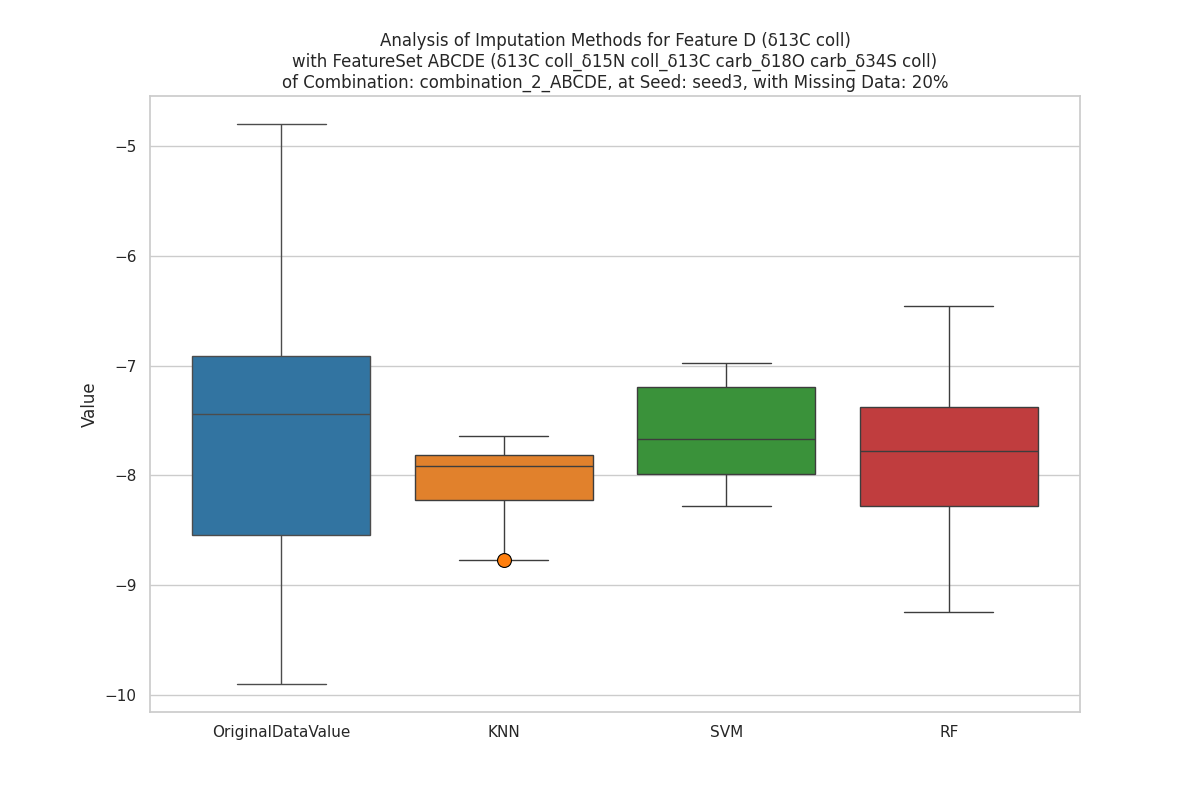 Analysis of Imputation Methods for Feature D (δ13C coll)
with FeatureSet ABCDE (δ13C coll_δ15N coll_δ13C carb_δ18O carb_δ34S coll)
of Combination: combination_2_ABCDE, at Seed: seed3, with Missing Data: 20%
−5
−6
−7
−8
−9
−10
Value
OriginalDataValue
KNN
SVM
RF